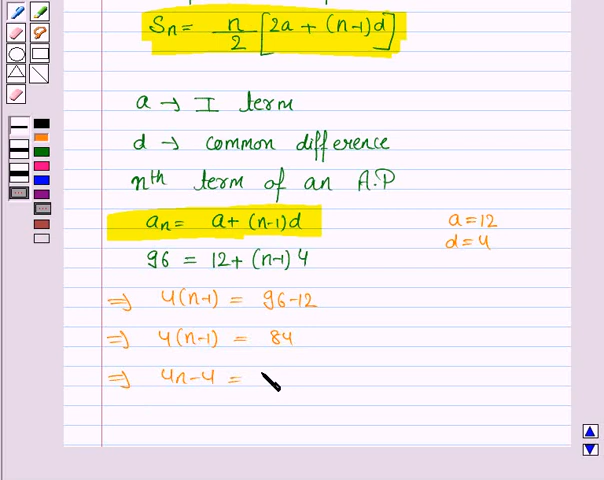 Sn = n/2 [2a + (n-1)d]
a → I term
d → common difference
nth term of an A.P
an = a + (n-1)d
a = 12
d = 4
96 = 12 + (n-1) 4
⇒ 4(n-1) = 96-12
⇒ 4(n-1) = 84
⇒ 4n-4 =